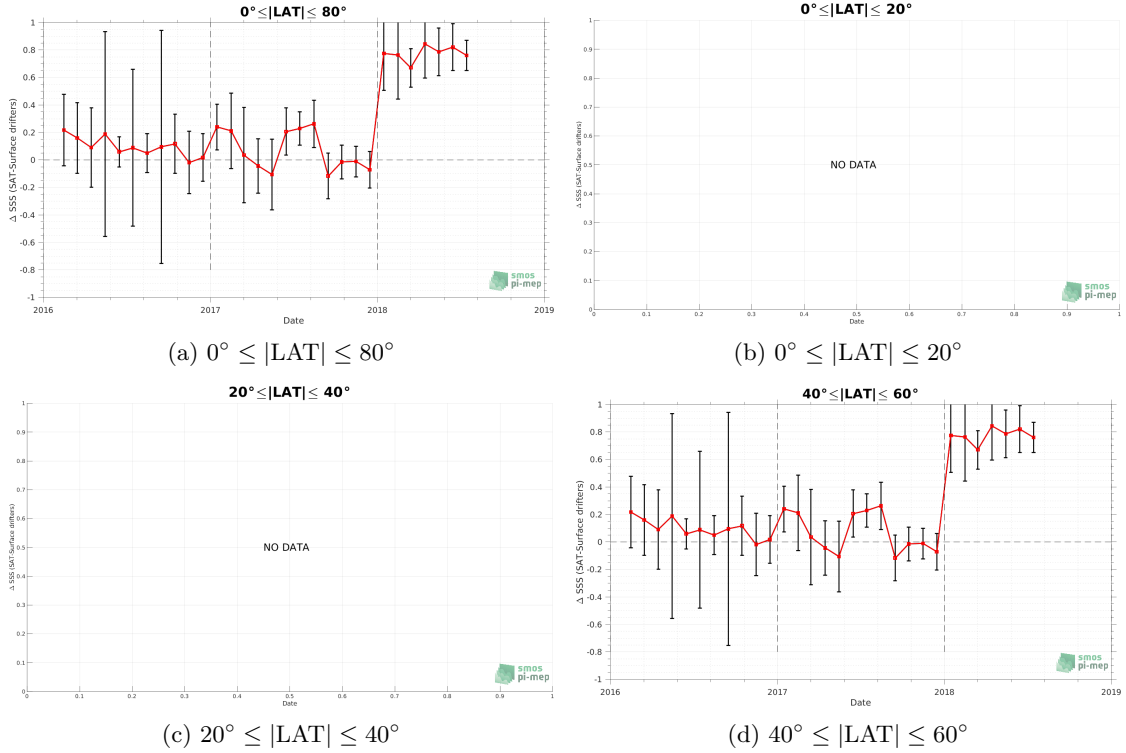 0°≤|LAT|≤ 80°
Δ SSS (SAT-Surface drifters)
1
0.8
0.6
0.4
0.2
0
-0.2
-0.4
-0.6
-0.8
-1
2016
2017
2018
2019
Date
smos
pi-mep
(a) 0° ≤ |LAT| ≤ 80°
0°≤|LAT|≤ 20°
Δ SSS (SAT-Surface drifters)
1
0.9
0.8
0.7
0.6
0.5
0.4
0.3
0.2
0.1
0
NO DATA
0 0.1 0.2 0.3 0.4 0.5 0.6 0.7 0.8 0.9 1
Date
smos
pi-mep
(b) 0° ≤ |LAT| ≤ 20°
20°≤|LAT|≤ 40°
Δ SSS (SAT-Surface drifters)
1
0.9
0.8
0.7
0.6
0.5
0.4
0.3
0.2
0.1
0
NO DATA
0 0.1 0.2 0.3 0.4 0.5 0.6 0.7 0.8 0.9 1
Date
smos
pi-mep
(c) 20° ≤ |LAT| ≤ 40°
40°≤|LAT|≤ 60°
Δ SSS (SAT-Surface drifters)
1
0.8
0.6
0.4
0.2
0
-0.2
-0.4
-0.6
-0.8
-1
2016
2017
2018
2019
Date
smos
pi-mep
(d) 40° ≤ |LAT| ≤ 60°